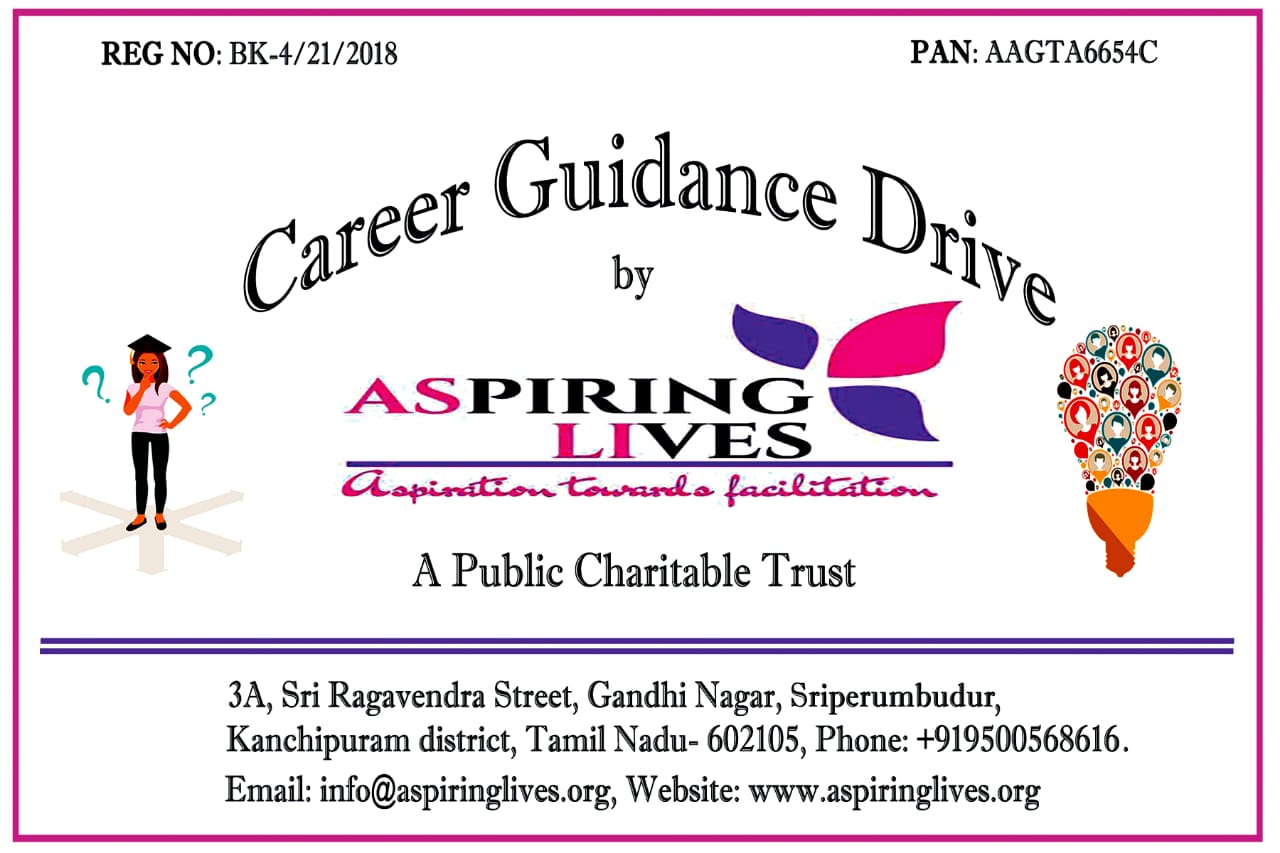 REG NO: BK-4/21/2018
PAN: AAGTA6654C
Career Guidance Drive
by
ASPIRING
LIVES
Aspiration towards facilitation
A Public Charitable Trust
? ? ?
3A, Sri Ragavendra Street, Gandhi Nagar, Sriperumbudur,
Kanchipuram district, Tamil Nadu- 602105, Phone: +919500568616.
Email: info@aspiringlives.org, Website: www.aspiringlives.org